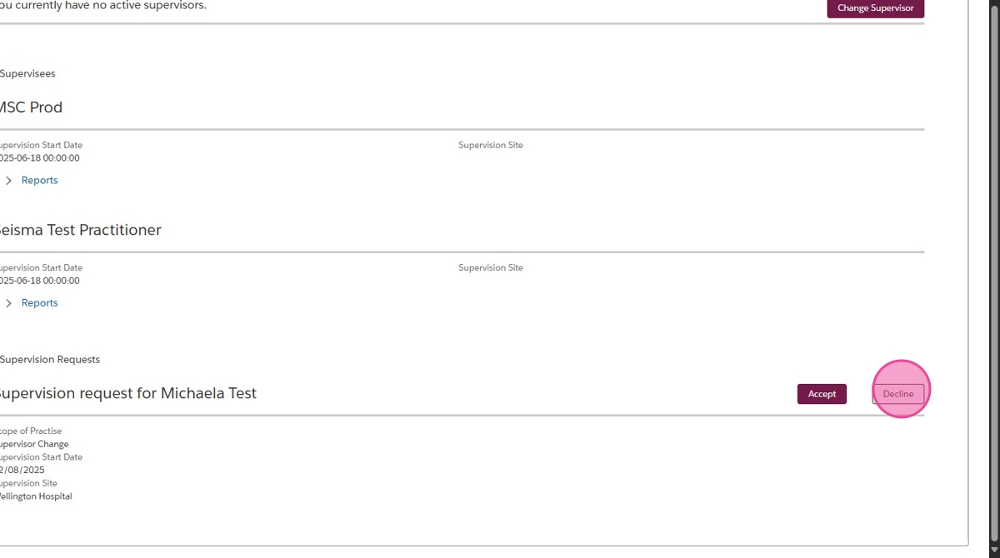 ou currently have no active supervisors.
Change Supervisor
Supervisees
MSC Prod
upervision Start Date
Supervision Site
025-06-18 00:00:00
Reports
eisma Test Practitioner
upervision Start Date
Supervision Site
025-06-18 00:00:00
Reports
Supervision Requests
upervision request for Michaela Test
Accept
Decline
cope of Practise
upervisor Change
upervision Start Date
2/08/2025
upervision Site
ellington Hospital